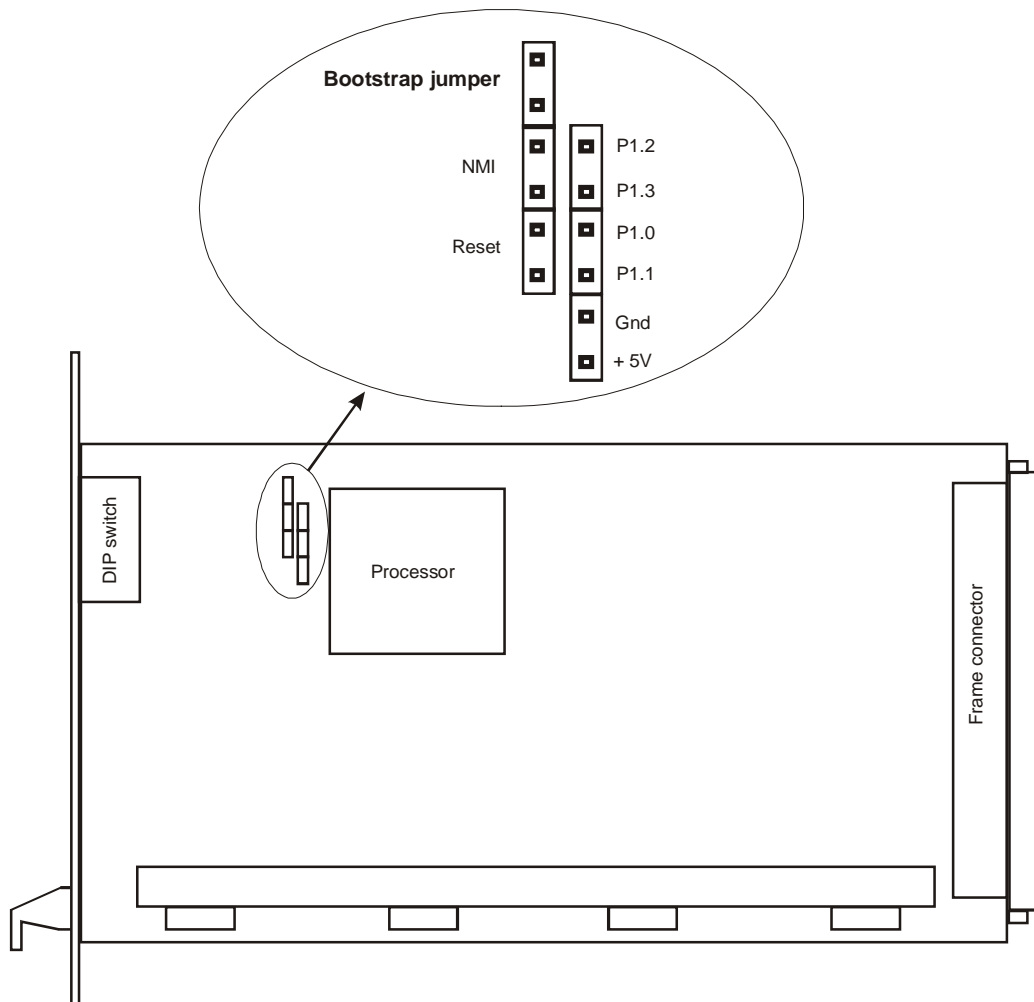 Bootstrap jumper
NMI
P1.2
P1.3
Reset
P1.0
P1.1
Gnd
+ 5V
DIP switch
Processor
Frame connector